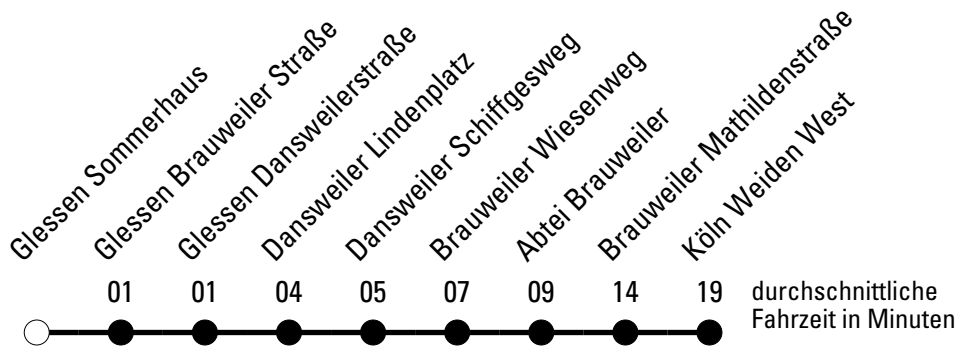 Glessen Sommerhaus
Glessen Brauweiler Straße
Glessen Dansweilerstraße
Dansweiler Lindenplatz
Dansweiler Schiffgesweg
Brauweiler Wiesenweg
Abtei Brauweiler
Brauweiler Mathildenstraße
Köln Weiden West
01 01 04 05 07 09 14 19
durchschnittliche
Fahrzeit in Minuten